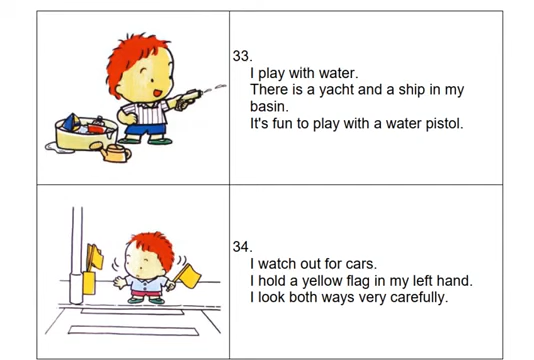 33.
I play with water.
There is a yacht and a ship in my
basin.
It's fun to play with a water pistol.
34.
I watch out for cars.
I hold a yellow flag in my left hand.
I look both ways very carefully.